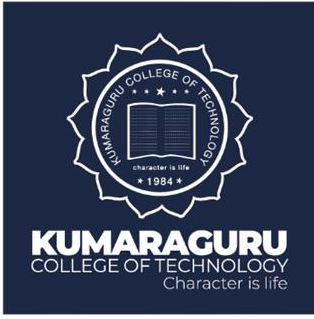 KUMARAGURU COLLEGE OF TECHNOLOGY
character is life
1984
KUMARAGURU
COLLEGE OF TECHNOLOGY
Character is life